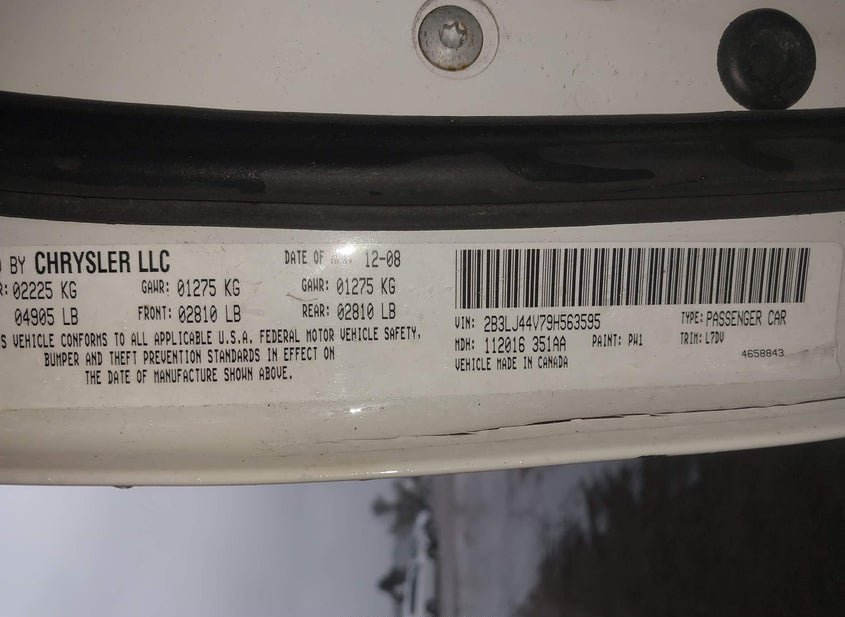 BY CHRYSLER LLC
DATE OF 12-08
02225 KG GAWR: 01275 KG GAWR: 01275 KG
04905 LB FRONT: 02810 LB REAR: 02810 LB
VEHICLE CONFORMS TO ALL APPLICABLE U.S.A. FEDERAL MOTOR VEHICLE SAFETY,
BUMPER AND THEFT PREVENTION STANDARDS IN EFFECT ON
THE DATE OF MANUFACTURE SHOWN ABOVE.
VIN: 2B3LJ44V79H563595 TYPE: PASSENGER CAR
MDH: 112016 351AA PAINT: PW1 TRIM: L7DV
VEHICLE MADE IN CANADA
4658843